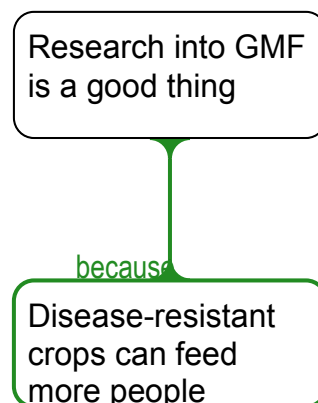 Research into GMF
is a good thing
because
Disease-resistant
crops can feed
more people